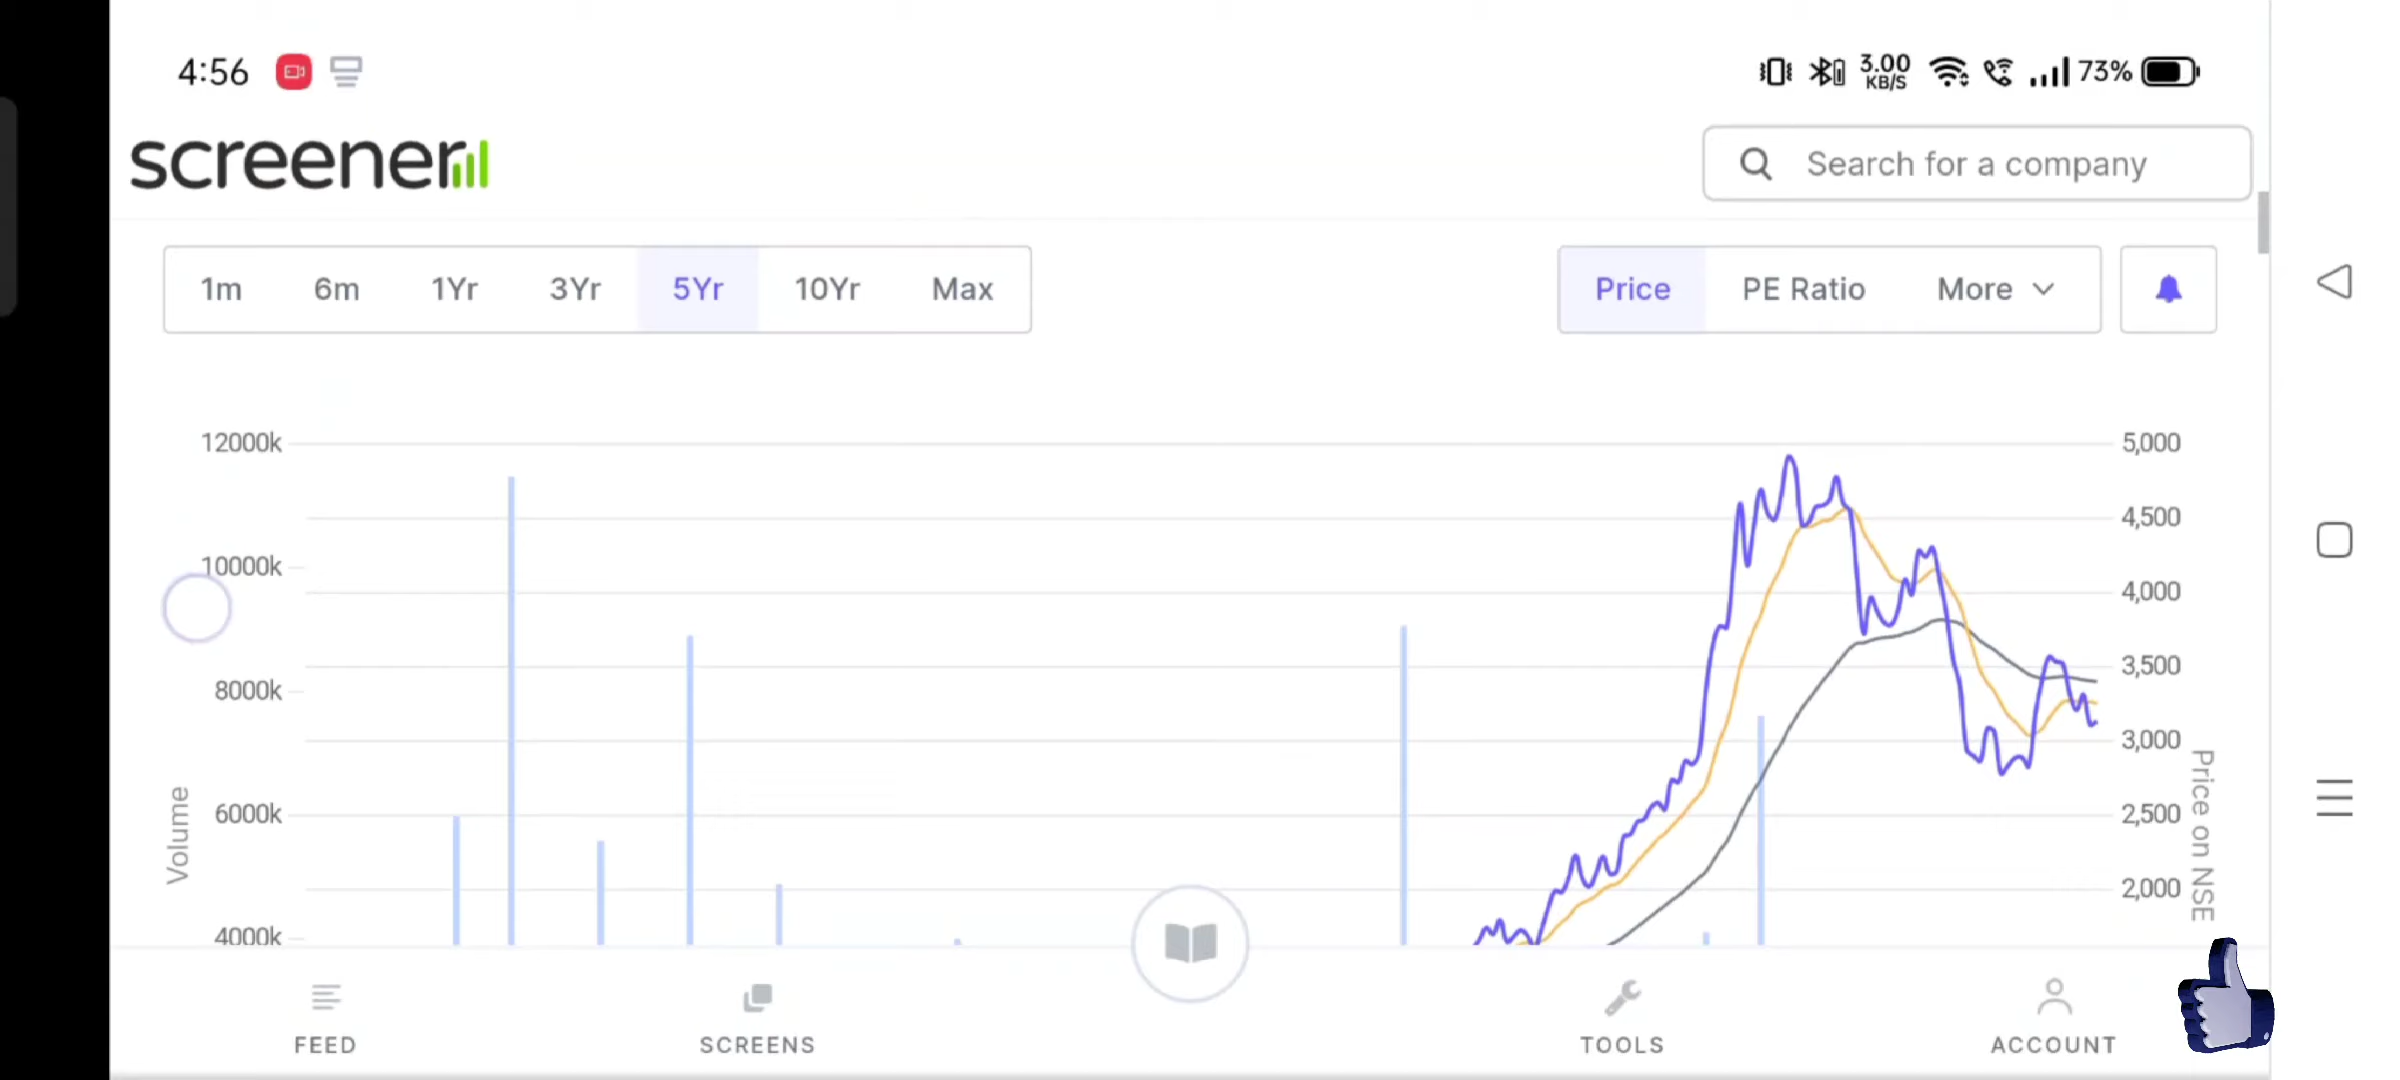 4:56
3.00 KB/S
73%
screener
Search for a company
1m 6m 1Yr 3Yr 5Yr 10Yr Max
Price PE Ratio More
12000k
10000k
8000k
6000k
4000k
Volume
5,000
4,500
4,000
3,500
3,000
2,500
2,000
Price on NSE
FEED
SCREENS
TOOLS
ACCOUNT